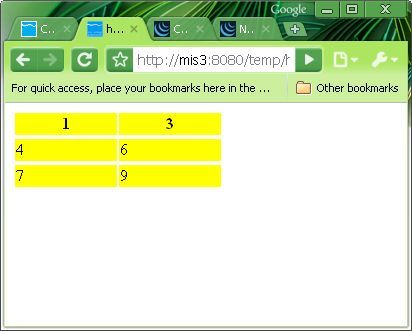 Google
C...
h...
C...
N...
http://mis3:8080/temp/h
For quick access, place your bookmarks here in the ...
Other bookmarks
1 3
4 6
7 9